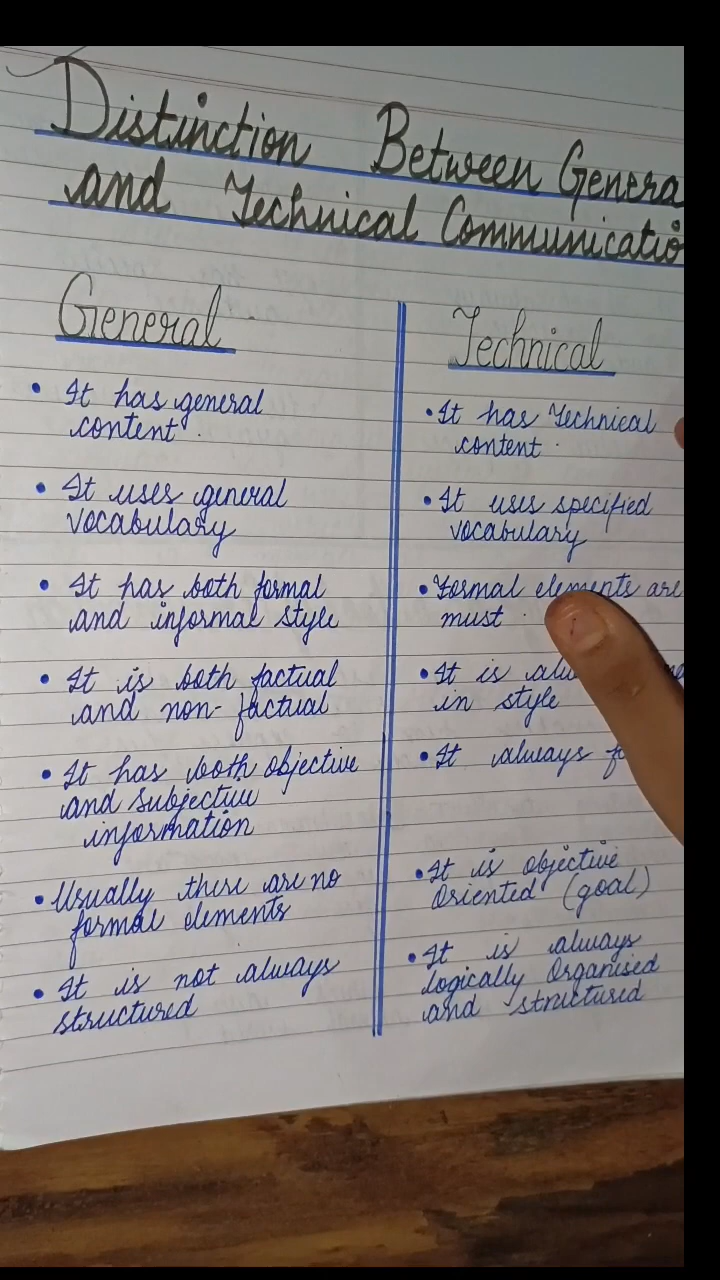 Distinction Between Genera
and Technical Communicatio
General
• It has general
content.
• It uses general
vocabulary
• It has both formal
and informal style
• It is both factual
and non-factual
• It has both objective
and subjective
information
• Usually there are no
formal elements
• It is not always
structured
Technical
• It has Technical
content.
• It uses specified
vocabulary
• Formal elements are
must.
• It is
in style
• It always
• It is objective
Oriented (goal)
• It is always
logically Organised
and structured